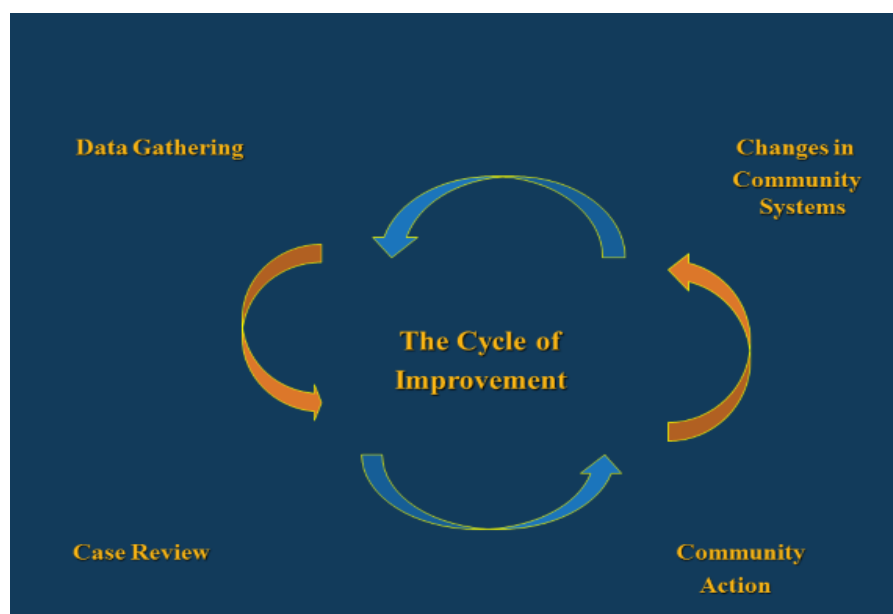 Data Gathering
Changes in
Community
Systems
The Cycle of
Improvement
Case Review
Community
Action